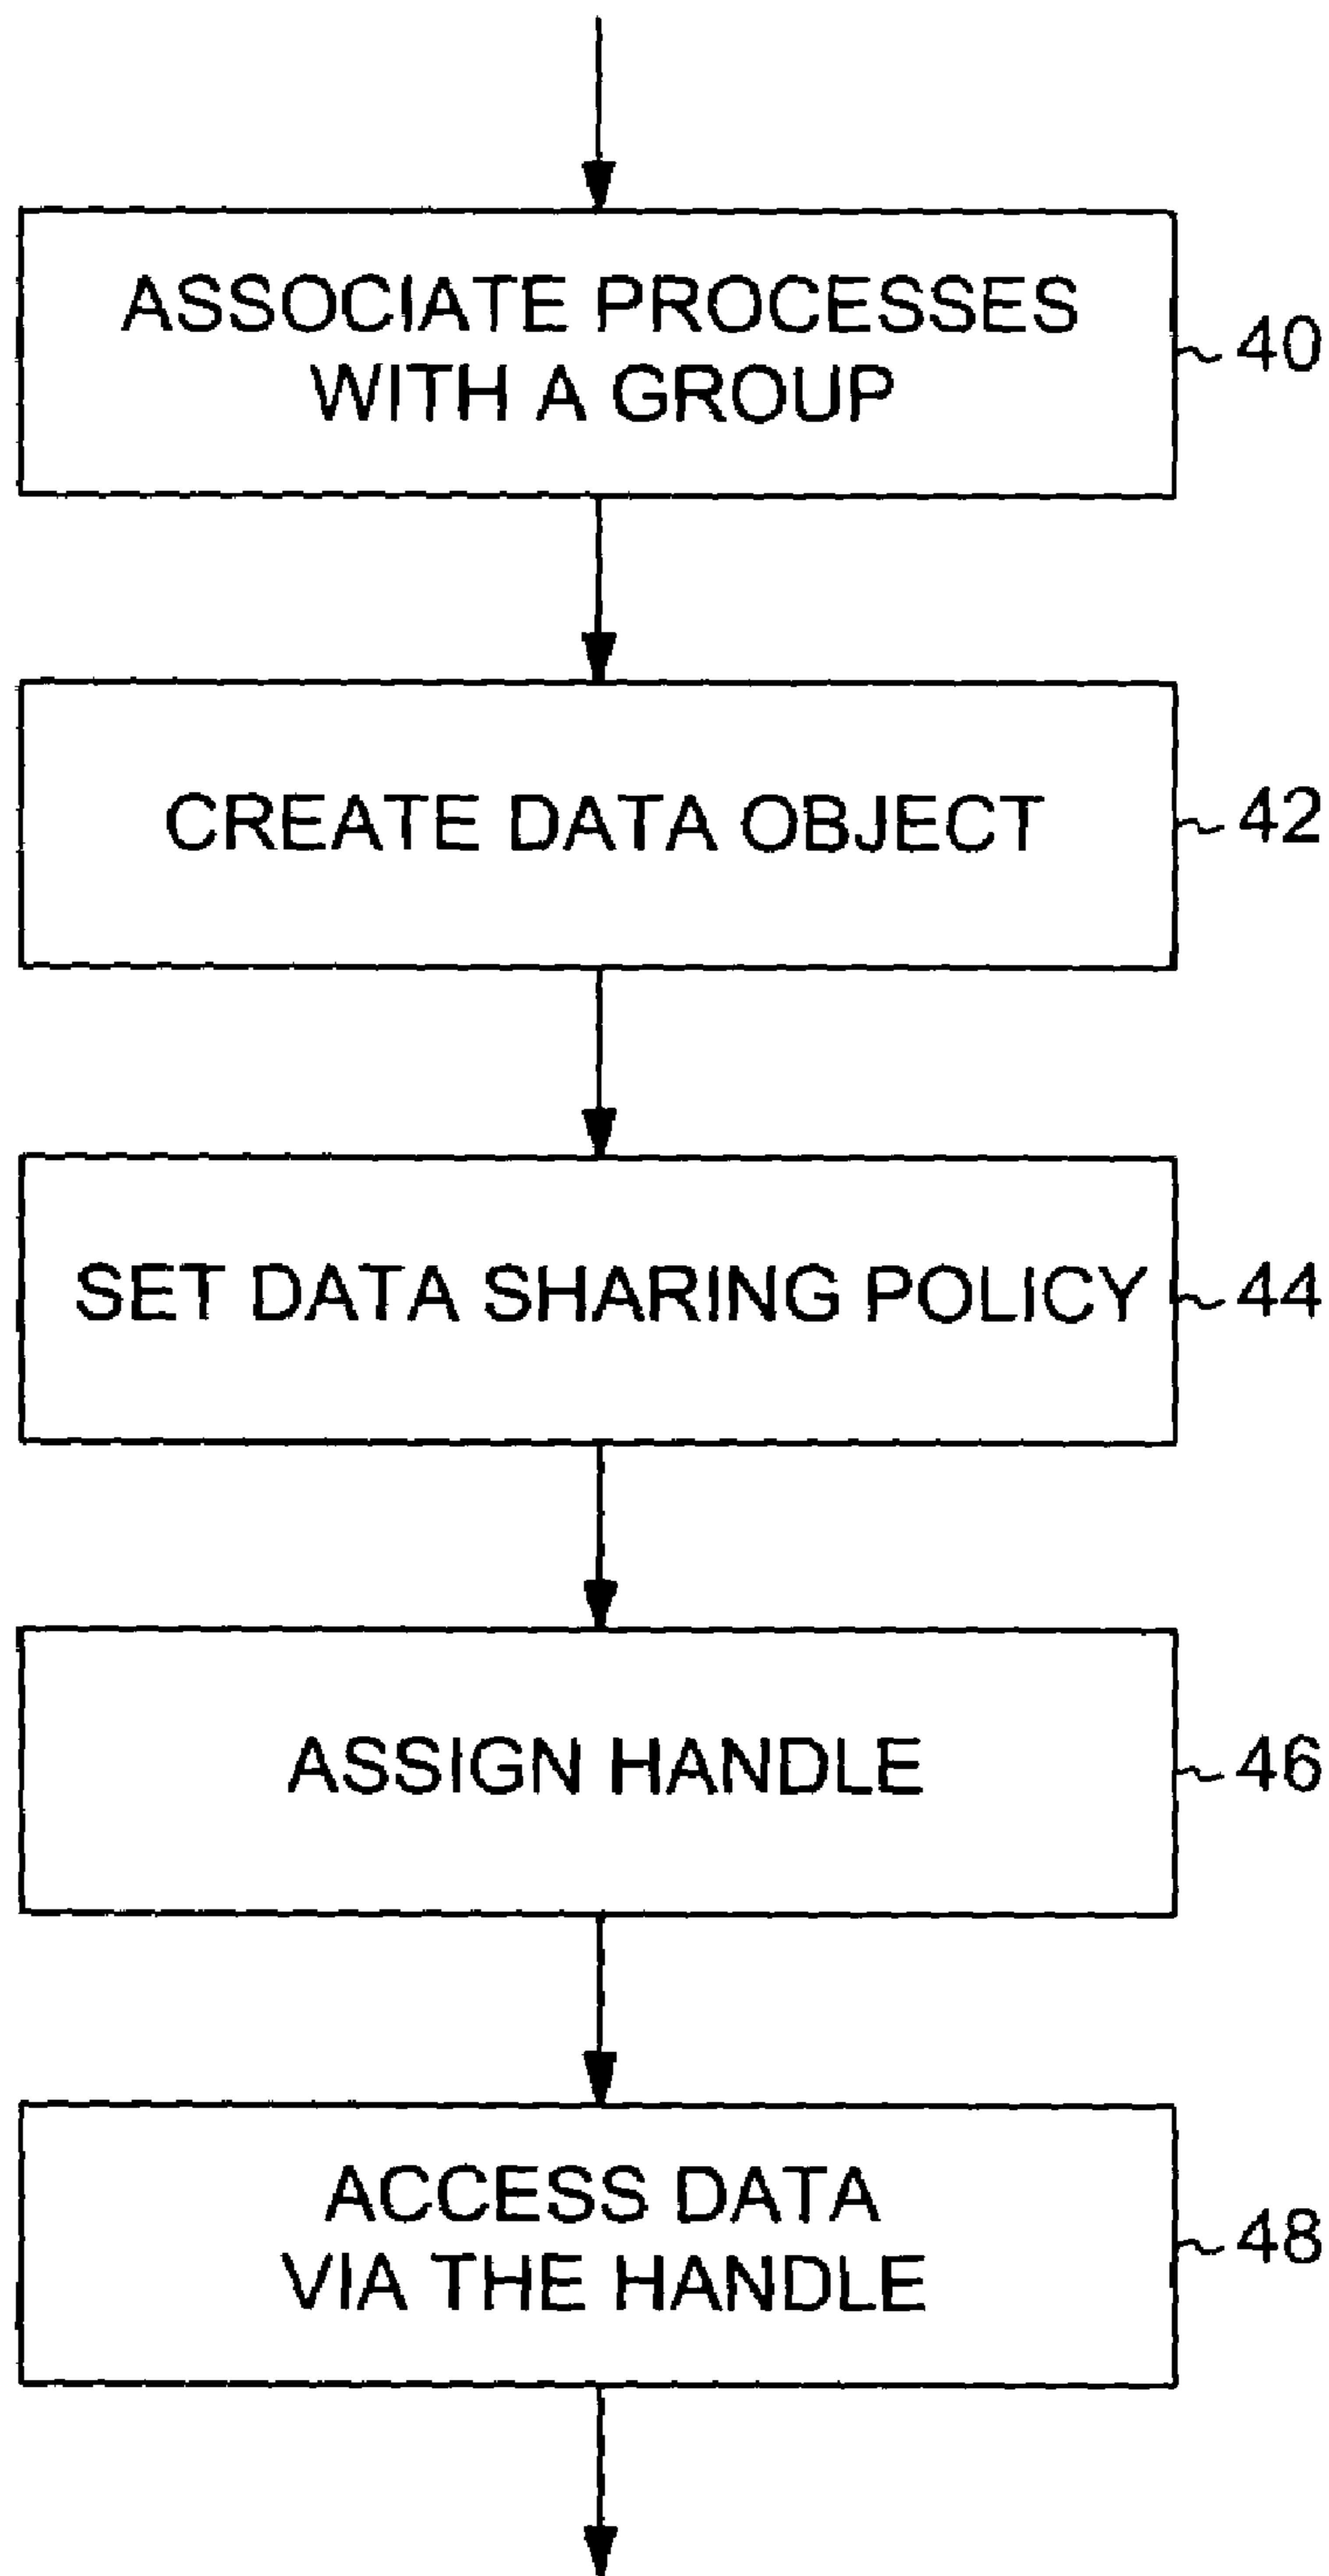 ASSOCIATE PROCESSES
WITH A GROUP
40
CREATE DATA OBJECT
42
SET DATA SHARING POLICY
44
ASSIGN HANDLE
46
ACCESS DATA
VIA THE HANDLE
48